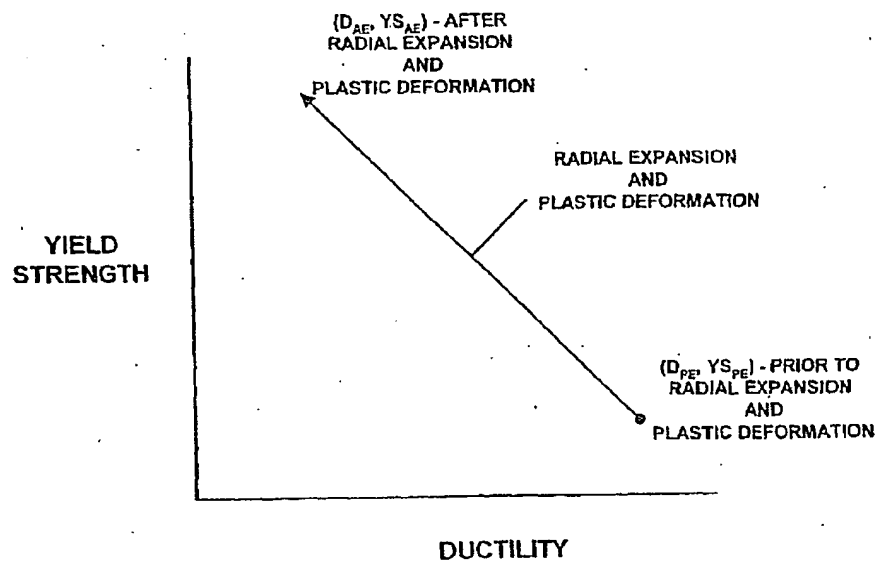 (D_AE, YS_AE) - AFTER
RADIAL EXPANSION
AND
PLASTIC DEFORMATION
RADIAL EXPANSION
AND
PLASTIC DEFORMATION
YIELD
STRENGTH
(D_PE, YS_PE) - PRIOR TO
RADIAL EXPANSION
AND
PLASTIC DEFORMATION
DUCTILITY